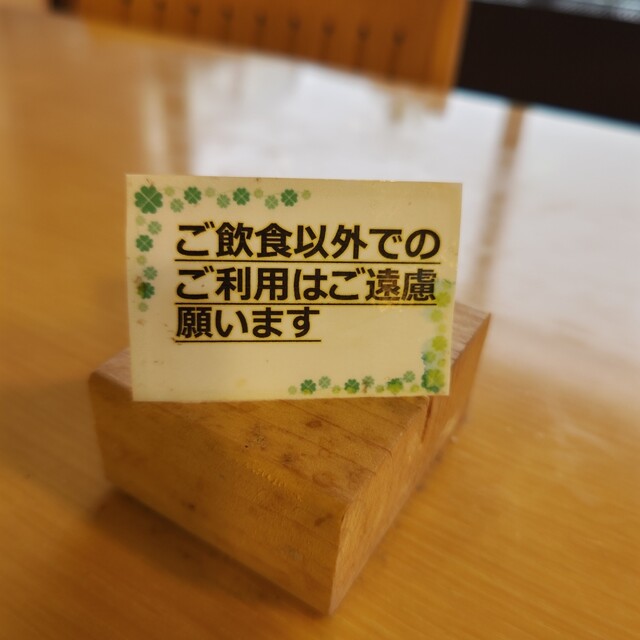 ご飲食以外での
ご利用はご遠慮
願います